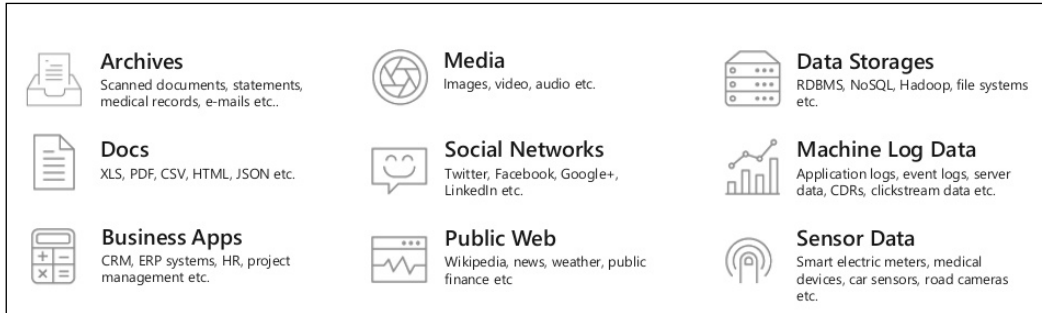 Archives
Scanned documents, statements,
medical records, e-mails etc..
Media
Images, video, audio etc.
Data Storages
RDBMS, NoSQL, Hadoop, file systems
etc.
Docs
XLS, PDF, CSV, HTML, JSON etc.
Social Networks
Twitter, Facebook, Google+,
LinkedIn etc.
Machine Log Data
Application logs, event logs, server
data, CDRs, clickstream data etc.
Business Apps
CRM, ERP systems, HR, project
management etc.
Public Web
Wikipedia, news, weather, public
finance etc
Sensor Data
Smart electric meters, medical
devices, car sensors, road cameras
etc.